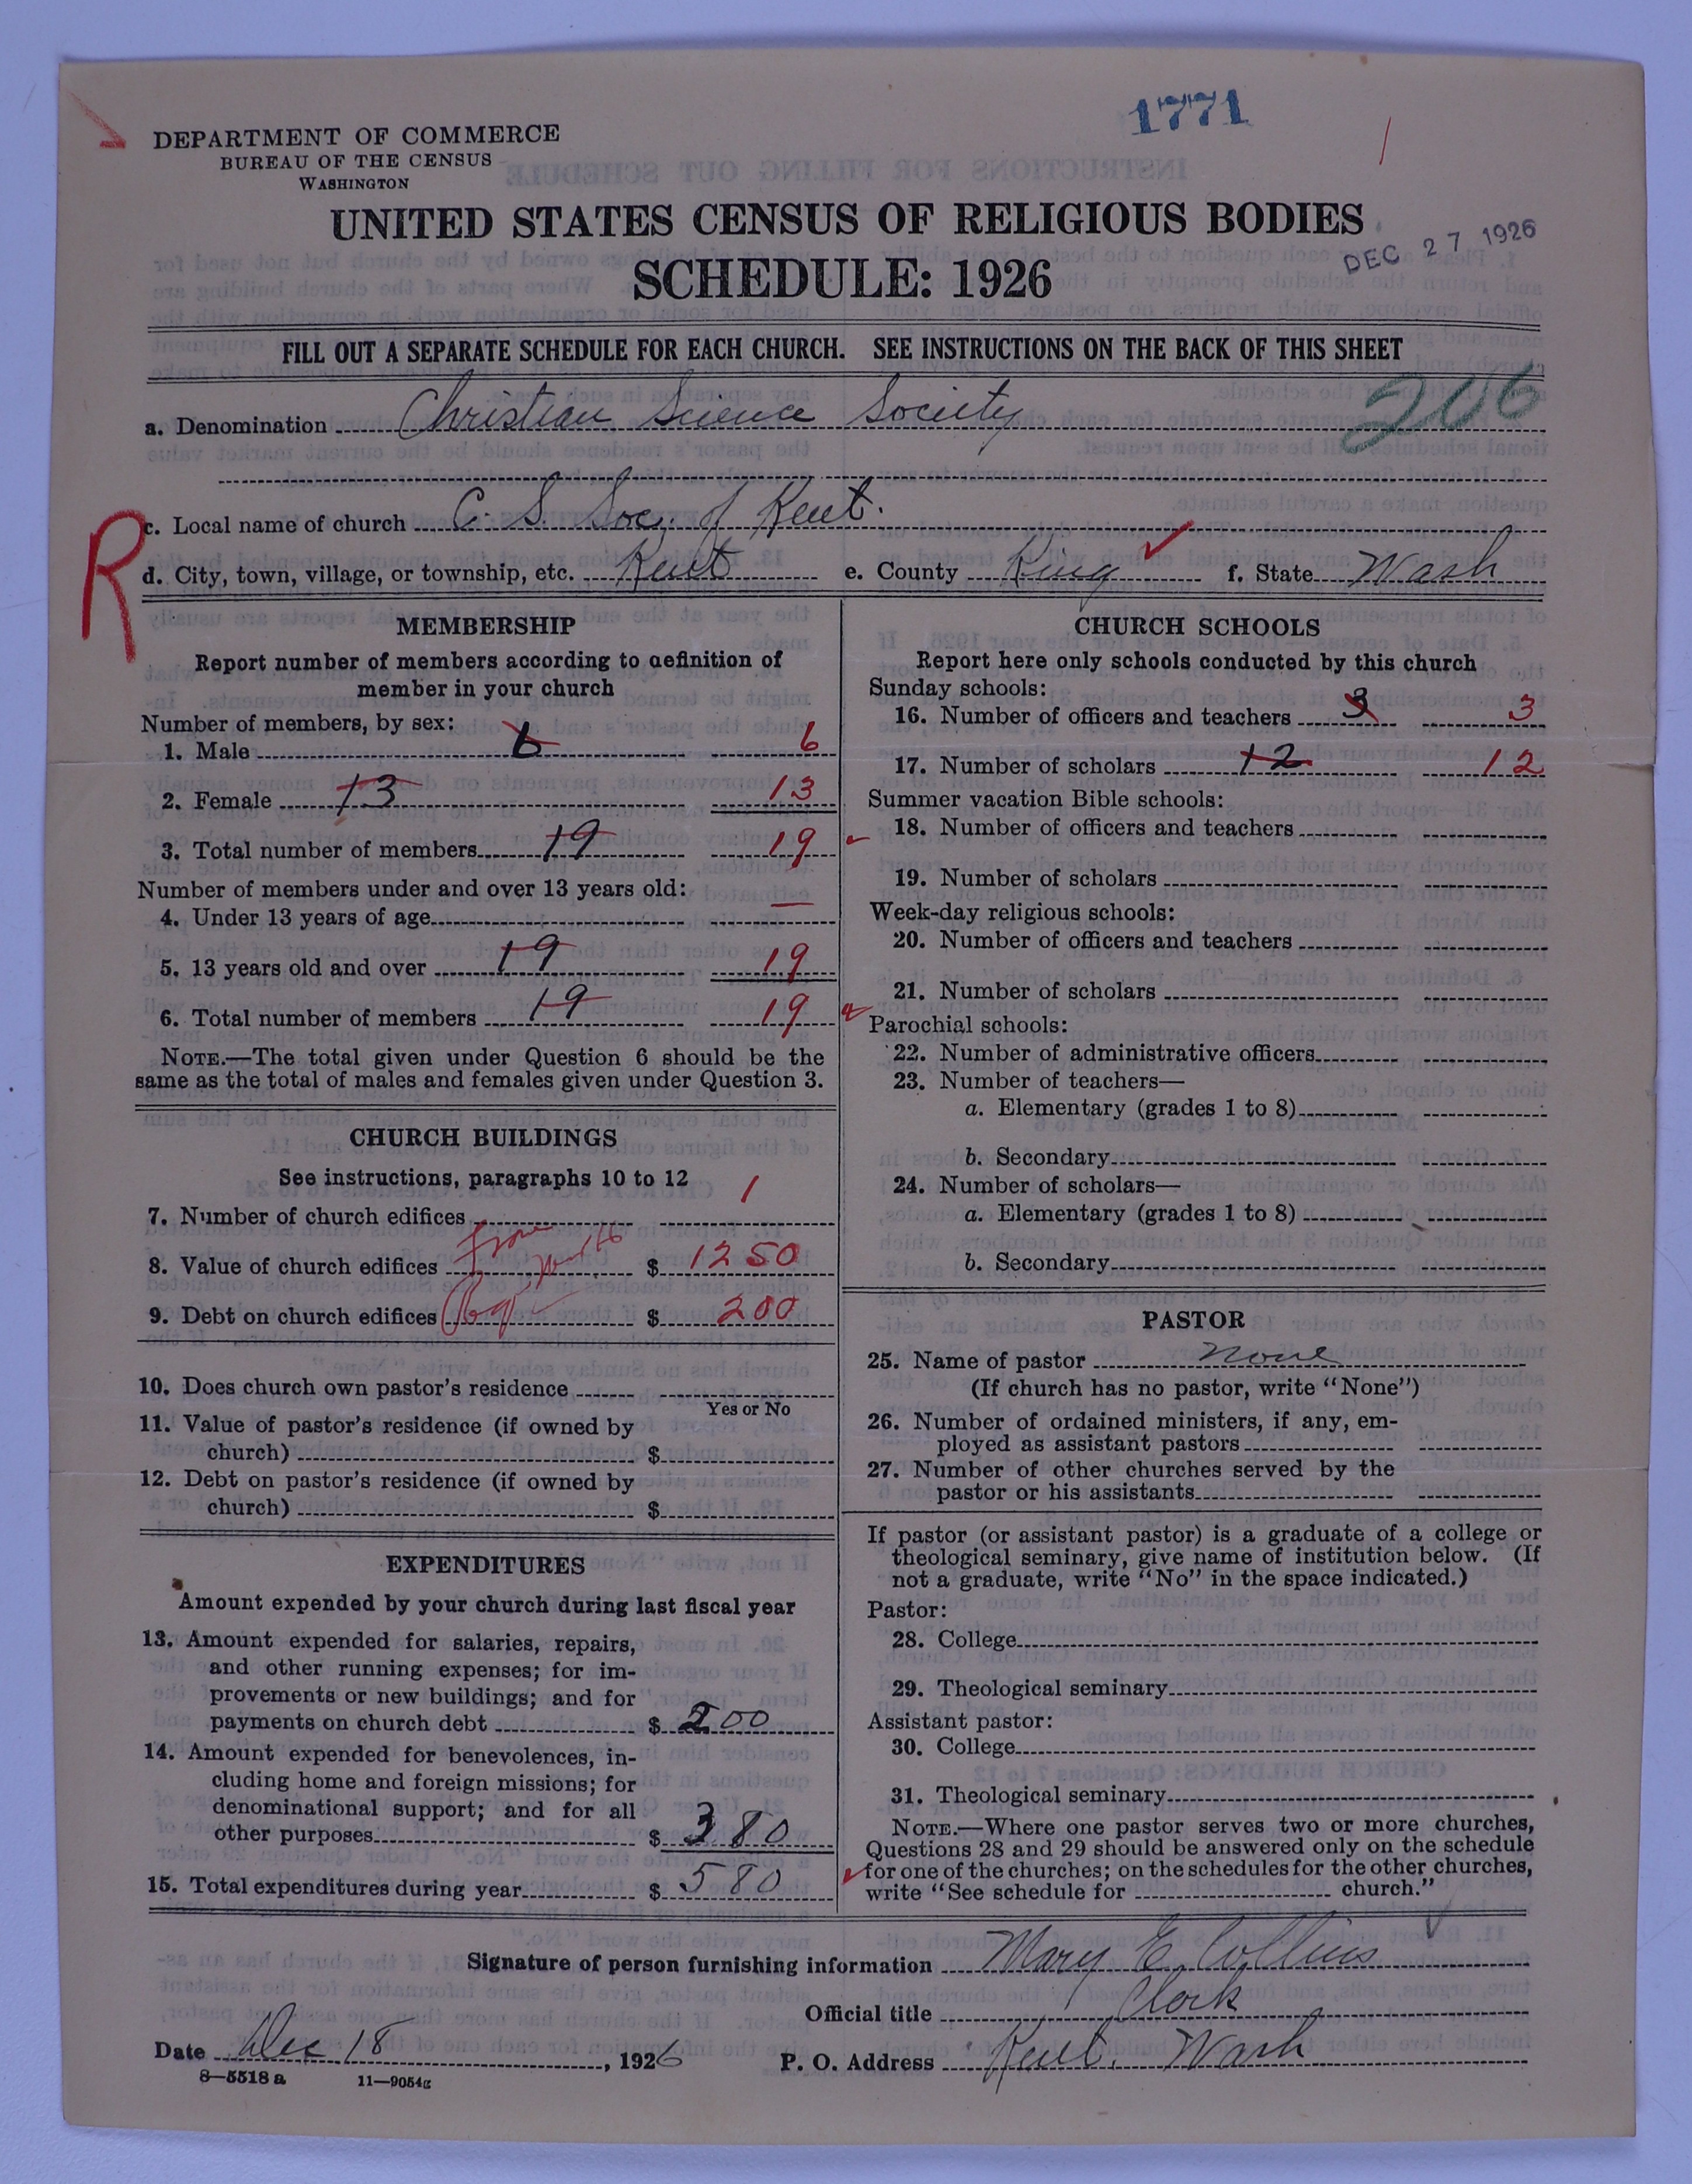 1771
DEPARTMENT OF COMMERCE
BUREAU OF THE CENSUS
WASHINGTON
UNITED STATES CENSUS OF RELIGIOUS BODIES
SCHEDULE: 1926
DEC 27 1926
FILL OUT A SEPARATE SCHEDULE FOR EACH CHURCH. SEE INSTRUCTIONS ON THE BACK OF THIS SHEET
a. Denomination Christian Science Society
206
R
c. Local name of church C. S. Soc. of Kent.
d. City, town, village, or township, etc. Kent e. County King f. State Wash
MEMBERSHIP
Report number of members according to definition of
member in your church
Number of members, by sex:
1. Male 6 6
2. Female 13 13
3. Total number of members 19 19
Number of members under and over 13 years old:
4. Under 13 years of age —
5. 13 years old and over 19 19
6. Total number of members 19 19
NOTE.—The total given under Question 6 should be the
same as the total of males and females given under Question 3.
CHURCH BUILDINGS
See instructions, paragraphs 10 to 12
7. Number of church edifices 1
8. Value of church edifices from $ 1250
9. Debt on church edifices $ 200
10. Does church own pastor's residence
Yes or No
11. Value of pastor's residence (if owned by
church) $
12. Debt on pastor's residence (if owned by
church) $
EXPENDITURES
Amount expended by your church during last fiscal year
13. Amount expended for salaries, repairs,
and other running expenses; for im-
provements or new buildings; and for
payments on church debt $ 200
14. Amount expended for benevolences, in-
cluding home and foreign missions; for
denominational support; and for all
other purposes $ 380
15. Total expenditures during year $ 580
CHURCH SCHOOLS
Report here only schools conducted by this church
Sunday schools:
16. Number of officers and teachers 3 3
17. Number of scholars 12 12
Summer vacation Bible schools:
18. Number of officers and teachers
19. Number of scholars
Week-day religious schools:
20. Number of officers and teachers
21. Number of scholars
Parochial schools:
22. Number of administrative officers
23. Number of teachers—
a. Elementary (grades 1 to 8)
b. Secondary
24. Number of scholars—
a. Elementary (grades 1 to 8)
b. Secondary
PASTOR
25. Name of pastor None
(If church has no pastor, write "None")
26. Number of ordained ministers, if any, em-
ployed as assistant pastors
27. Number of other churches served by the
pastor or his assistants
If pastor (or assistant pastor) is a graduate of a college or
theological seminary, give name of institution below. (If
not a graduate, write "No" in the space indicated.)
Pastor:
28. College
29. Theological seminary
Assistant pastor:
30. College
31. Theological seminary
NOTE.—Where one pastor serves two or more churches,
Questions 28 and 29 should be answered only on the schedule
for one of the churches; on the schedules for the other churches,
write "See schedule for church."
Signature of person furnishing information Mary E. Collins
Official title Clerk
Date Dec 18, 1926 P. O. Address Kent. Wash
8—5518 a 11—9054g